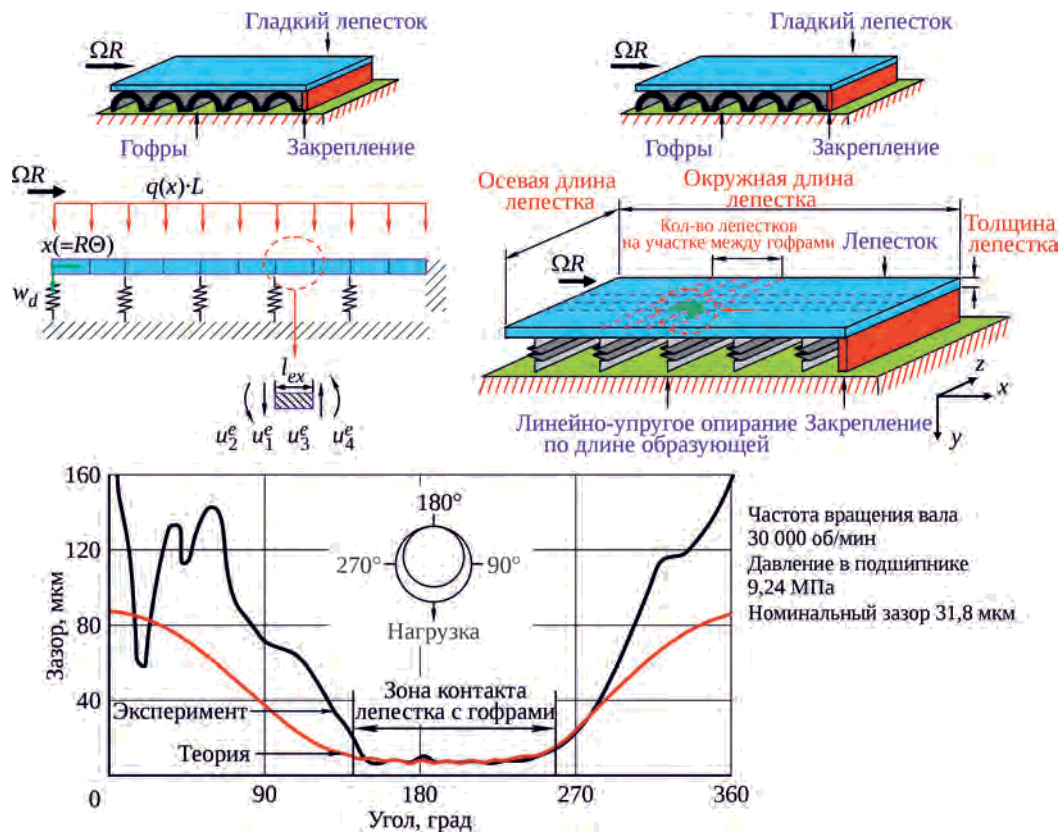 Гладкий лепесток
ΩR
Гофры
Закрепление
ΩR
q(x)·L
x(=RΘ)
w_d
l_ex
u₂ᵉ u₁ᵉ u₃ᵉ u₄ᵉ
Гладкий лепесток
ΩR
Гофры
Закрепление
Осевая длина
лепестка
Окружная длина
лепестка
Кол-во лепестков
на участке между гофрами
Лепесток
Толщина
лепестка
ΩR
Линейно-упругое опирание
по длине образующей
Закрепление
z
x
y
Зазор, мкм
160
120
80
40
0
90
180
270
360
Угол, град
180°
270°
90°
Нагрузка
Зона контакта
лепестка с гофрами
Эксперимент
Теория
Частота вращения вала
30 000 об/мин
Давление в подшипнике
9,24 МПа
Номинальный зазор 31,8 мкм